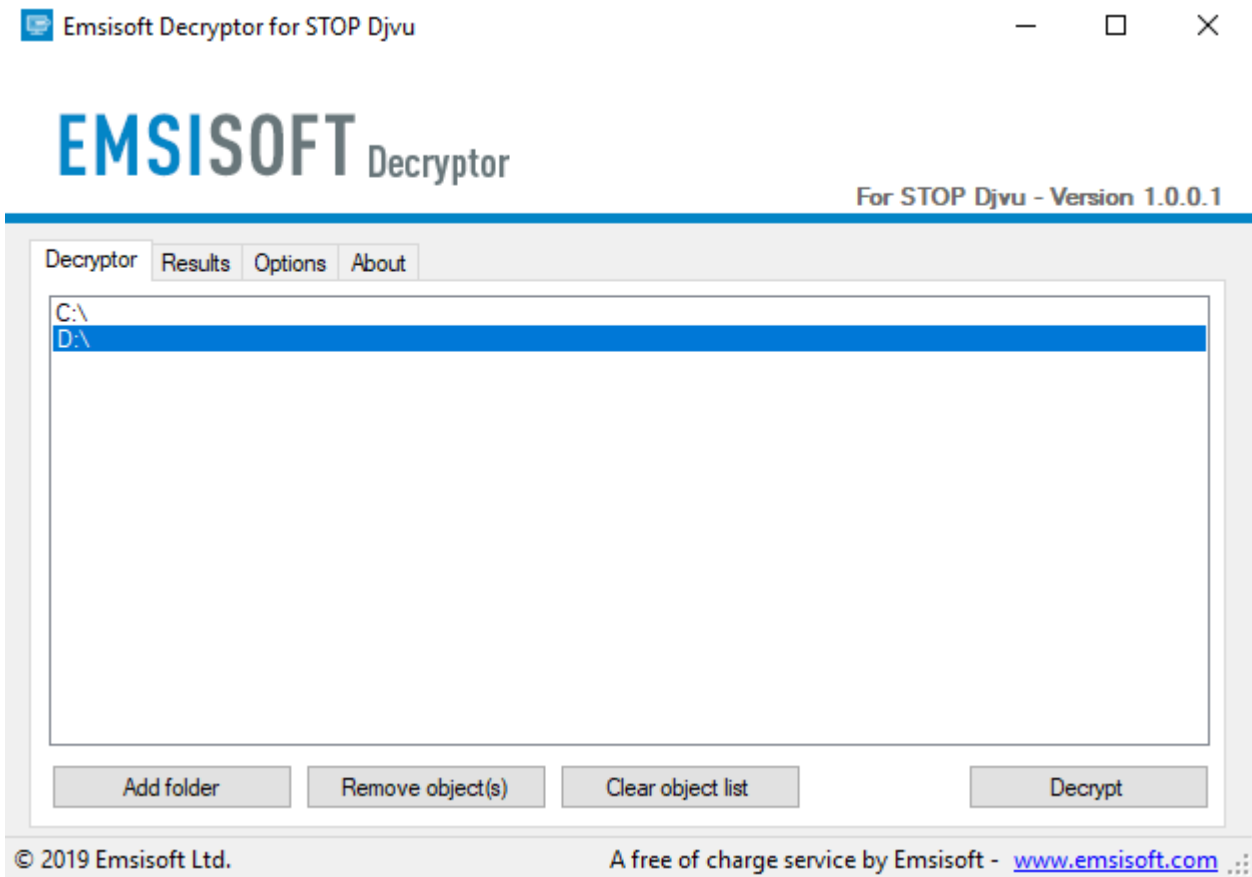 Emsisoft Decryptor for STOP Djvu
EMSISOFT Decryptor
For STOP Djvu - Version 1.0.0.1
Decryptor Results Options About
C:\
D:\
Add folder Remove object(s) Clear object list Decrypt
© 2019 Emsisoft Ltd. A free of charge service by Emsisoft - www.emsisoft.com